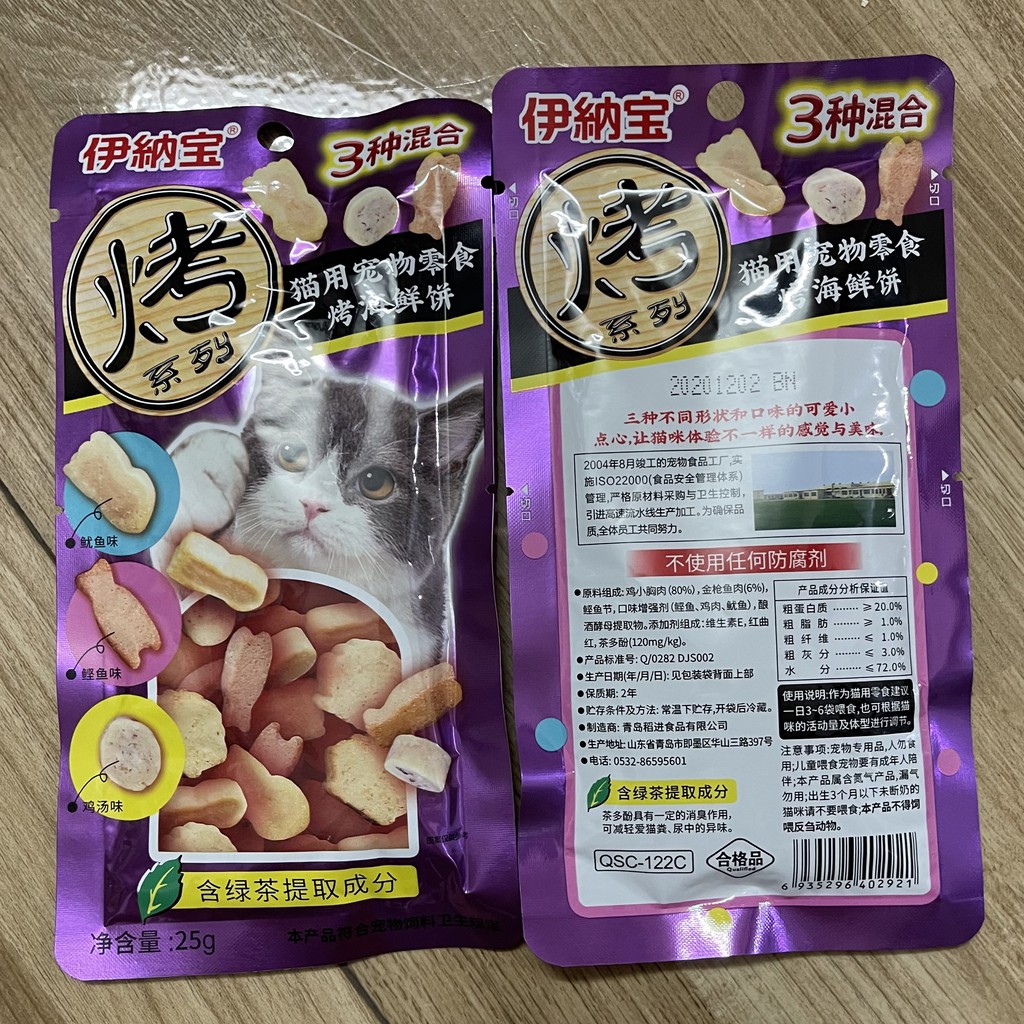 伊納宝®
3种混合
烤
系列
猫用宠物零食
烤海鲜饼
鱿鱼味
鲣鱼味
鸡汤味
含绿茶提取成分
净含量:25g
本产品符合宠物饲料卫生规定
伊納宝®
3种混合
切口
烤
系列
猫用宠物零食
烤海鲜饼
切口
20201202 BN
三种不同形状和口味的可爱小
点心,让猫咪体验不一样的感觉与美味.
2004年8月竣工的宠物食品工厂,实
施ISO22000(食品安全管理体系)
管理,严格原材料采购与卫生控制,
引进高速流水线生产加工。为确保品
质,全体员工共同努力。
切口
切口
不使用任何防腐剂
●原料组成:鸡小胸肉(80%),金枪鱼肉(6%),
鲣鱼节,口味增强剂(鲣鱼、鸡肉、鱿鱼),酿
酒酵母提取物。添加剂组成:维生素E,红曲
红,茶多酚(120mg/kg)。
●产品标准号: Q/0282 DJS002
●生产日期(年/月/日): 见包装袋背面上部
●保质期: 2年
●贮存条件及方法: 常温下贮存,开袋后冷藏。
●制造商: 青岛稻进食品有限公司
●生产地址:山东省青岛市即墨区华山三路397号
●电话: 0532-86595601
产品成分分析保证值
粗蛋白质 ········ ≥ 20.0%
粗脂肪 ········ ≥ 1.0%
粗纤维 ········ ≤ 1.0%
粗灰分 ········ ≤ 3.0%
水分 ········ ≤ 72.0%
使用说明:作为猫用零食建议
一日3~6袋喂食,也可根据猫
咪的活动量及体型进行调节。
注意事项:宠物专用品,人勿食
用;儿童喂食宠物要有成年人陪
伴;本产品属含氮气产品,漏气
勿用;出生3个月以下未断奶的
猫咪请不要喂食;本产品不得饲
喂反刍动物。
含绿茶提取成分
茶多酚具有一定的消臭作用,
可减轻爱猫粪、尿中的异味。
QSC-122C
合格品
Qualified
6 935296 402921